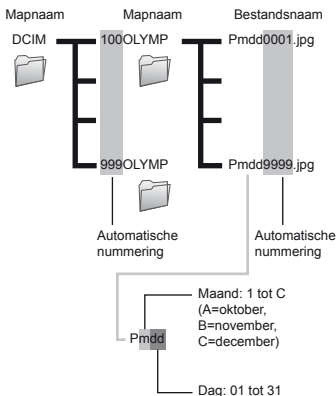 Mapnaam Mapnaam Bestandsnaam
DCIM 100OLYMP Pmdd0001.jpg
999OLYMP Pmdd9999.jpg
Automatische
nummering
Automatische
nummering
Maand: 1 tot C
(A=oktober,
B=november,
C=december)
Pmdd
Dag: 01 tot 31